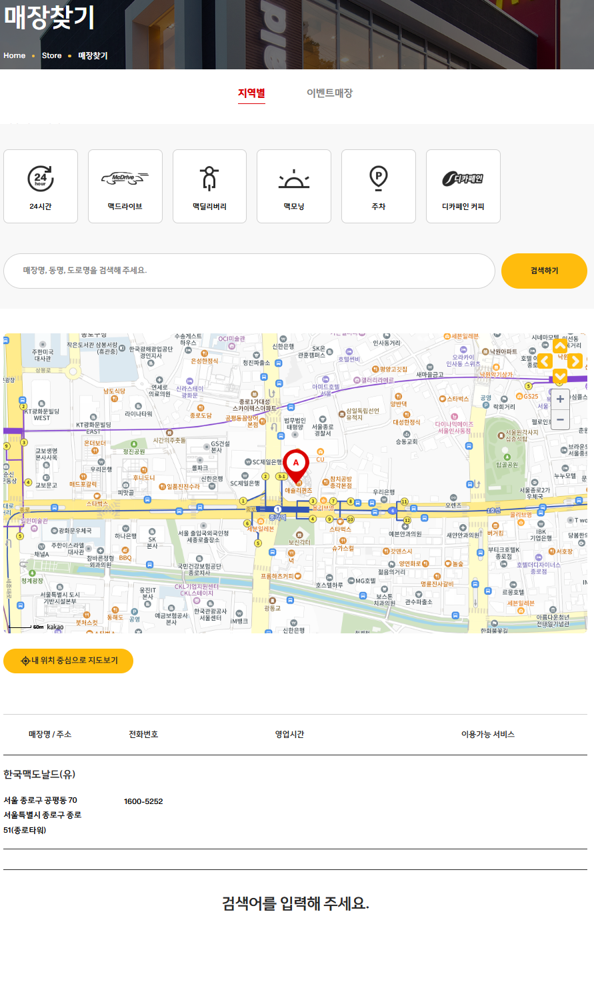 매장찾기
Home • Store • 매장찾기
지역별
이벤트매장
24 hour
McDrive
P
디카페인
24시간
맥드라이브
맥딜리버리
맥모닝
주차
디카페인 커피
매장명, 동명, 도로명을 검색해 주세요.
검색하기
주한미국
대사관
작은도서관 삼봉서랑
(휴관중)
한국광해광업공단
경인지사
수송게스트
하우스
OCI미술관
은성한정식
신한은행
청진파출소
SK온
관훈캠퍼스
호텔썬비
인사동거리
세븐일레븐
오라카이
인사동 스위츠
낙원아파트
낙원악기상가
시네마모텔
삼봉로
남도식당
연세로
의료외과
신라스테이
광화문
라이나타워
종로도담
종로1가대성
스카이렉스아파트
공평동꼼장어
본점
법무법인
태평양
아미드호텔
서울
갤러리라메르
평양고깃집
새마을금고
양반댁
스타벅스
공영
락희거리
GS25
서울종로
경찰서
삼일독립선언
유적지
대성한정식
다이나믹메이즈
서울인사동점
승동교회
서울원각사지
십층석탑
탑골공원
KT광화문빌딩
WEST
KT광화문빌딩
EAST
온더보더
시간의주춧돌
청진공원
교보생명
본사사옥
우리은행
후니도니
매드포갈릭
교보문고
피맛골
일품진진수라
GS건설
본사
롤파크
신한은행
SC제일은행
SC제일은행
CU
A
애슐리퀸즈
참치공방
종각본점
올리브영
우리은행
오렌즈
서울종로2가
우체국
누누모텔
1호선
종로
종로
종각역
스타벅스
일민미술관
광화문우체국
하나은행
SK
본사
서울 출입국외국인청
세종로출장소
세븐일레븐
보신각터
스타벅스
슈가스컬
예본안과의원
새얀안과의원
버거킹
올리브영
IBK
기업은행
채널A
주한이스라엘
대사관
참바른정형
외과의원
BBQ
국민건강보험공단
종로지사
넉
갓덴스시
양연화로
젊음의거리
돌솥
명륜진사갈비
부티크호텔K
종로점
호텔더디자이너스
종로점
서호장
청계광장
서울특별시 도시
기반시설본부
웅진IT
본사
CKL기업지원센터
CKL스테이지
프롬하츠커피
호스텔하루
MG호텔
보스톤
치과의원
관수파출소
르몽호텔
세븐일레븐
세종대로
붓처스컷
동해도
공영
예금보험공사
본사
한국관광공사
서울센터
iM뱅크
광통교
신한은행
한화불꽃길
아름다운청년
전태일기념관
60m kakao
내 위치 중심으로 지도보기
매장명 / 주소
전화번호
영업시간
이용가능 서비스
한국맥도날드(유)
서울 종로구 공평동 70
서울특별시 종로구 종로
51(종로타워)
1600-5252
검색어를 입력해 주세요.